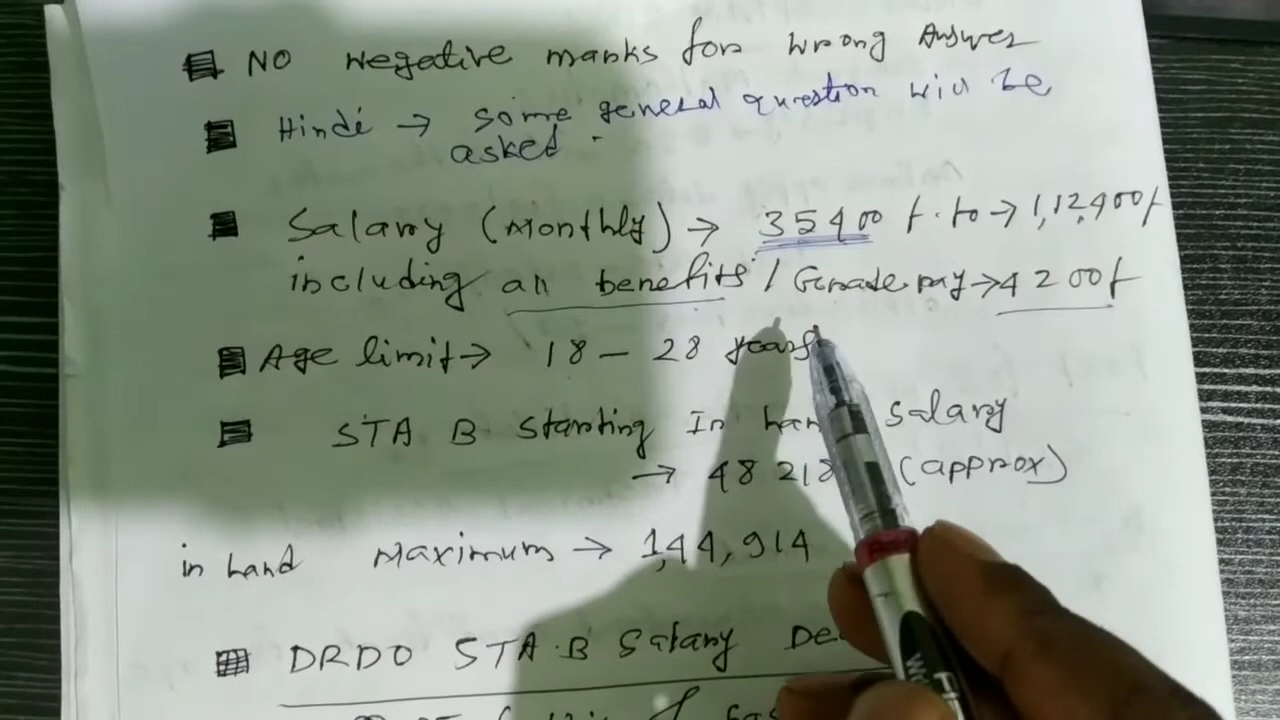 NO Negative marks for wrong Answer
Hindi → some general question will be
asked.
Salary (Monthly) → 35400/-. to → 1,12,400/-
including all benefits / Grade pay → 4200/-
Age limit → 18 – 28 years
STA B starting In hand salary
→ 48218 (approx)
in hand Maximum → 1,44,914
DRDO STA.B Salary